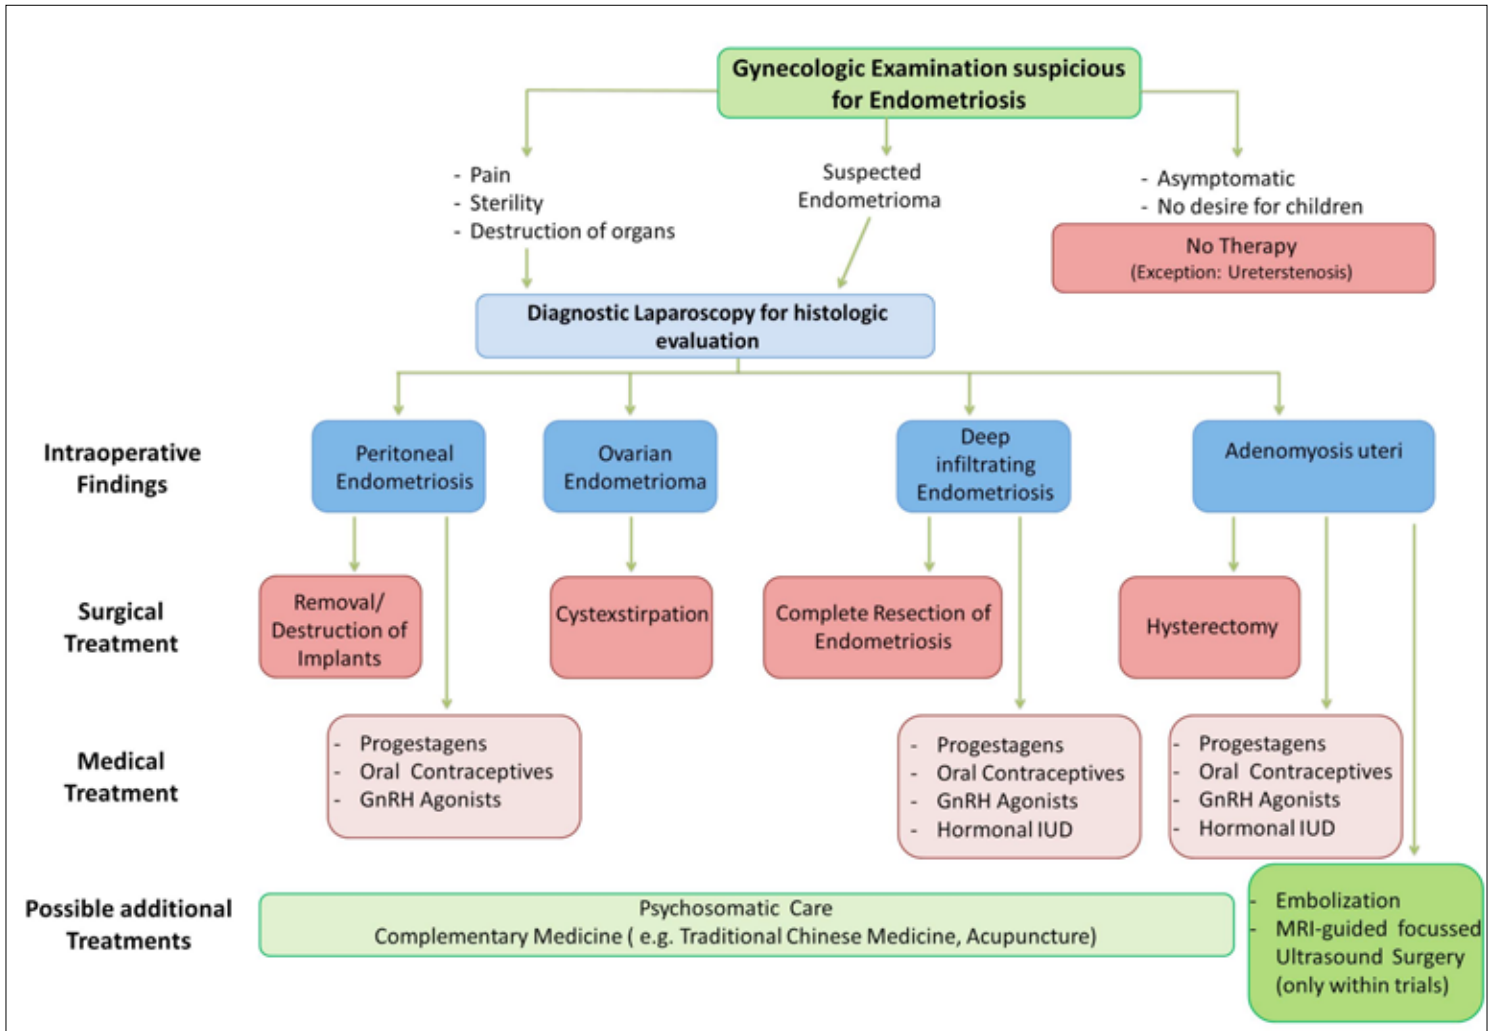 Gynecologic Examination suspicious
for Endometriosis
- Pain
- Sterility
- Destruction of organs
Suspected
Endometrioma
- Asymptomatic
- No desire for children
No Therapy
(Exception: Ureterstenosis)
Diagnostic Laparoscopy for histologic
evaluation
Intraoperative
Findings
Peritoneal
Endometriosis
Ovarian
Endometrioma
Deep
infiltrating
Endometriosis
Adenomyosis uteri
Surgical
Treatment
Removal/
Destruction of
Implants
Cystexstirpation
Complete Resection of
Endometriosis
Hysterectomy
Medical
Treatment
- Progestagens
- Oral Contraceptives
- GnRH Agonists
- Progestagens
- Oral Contraceptives
- GnRH Agonists
- Hormonal IUD
- Progestagens
- Oral Contraceptives
- GnRH Agonists
- Hormonal IUD
Possible additional
Treatments
Psychosomatic Care
Complementary Medicine ( e.g. Traditional Chinese Medicine, Acupuncture)
- Embolization
- MRI-guided focussed
Ultrasound Surgery
(only within trials)